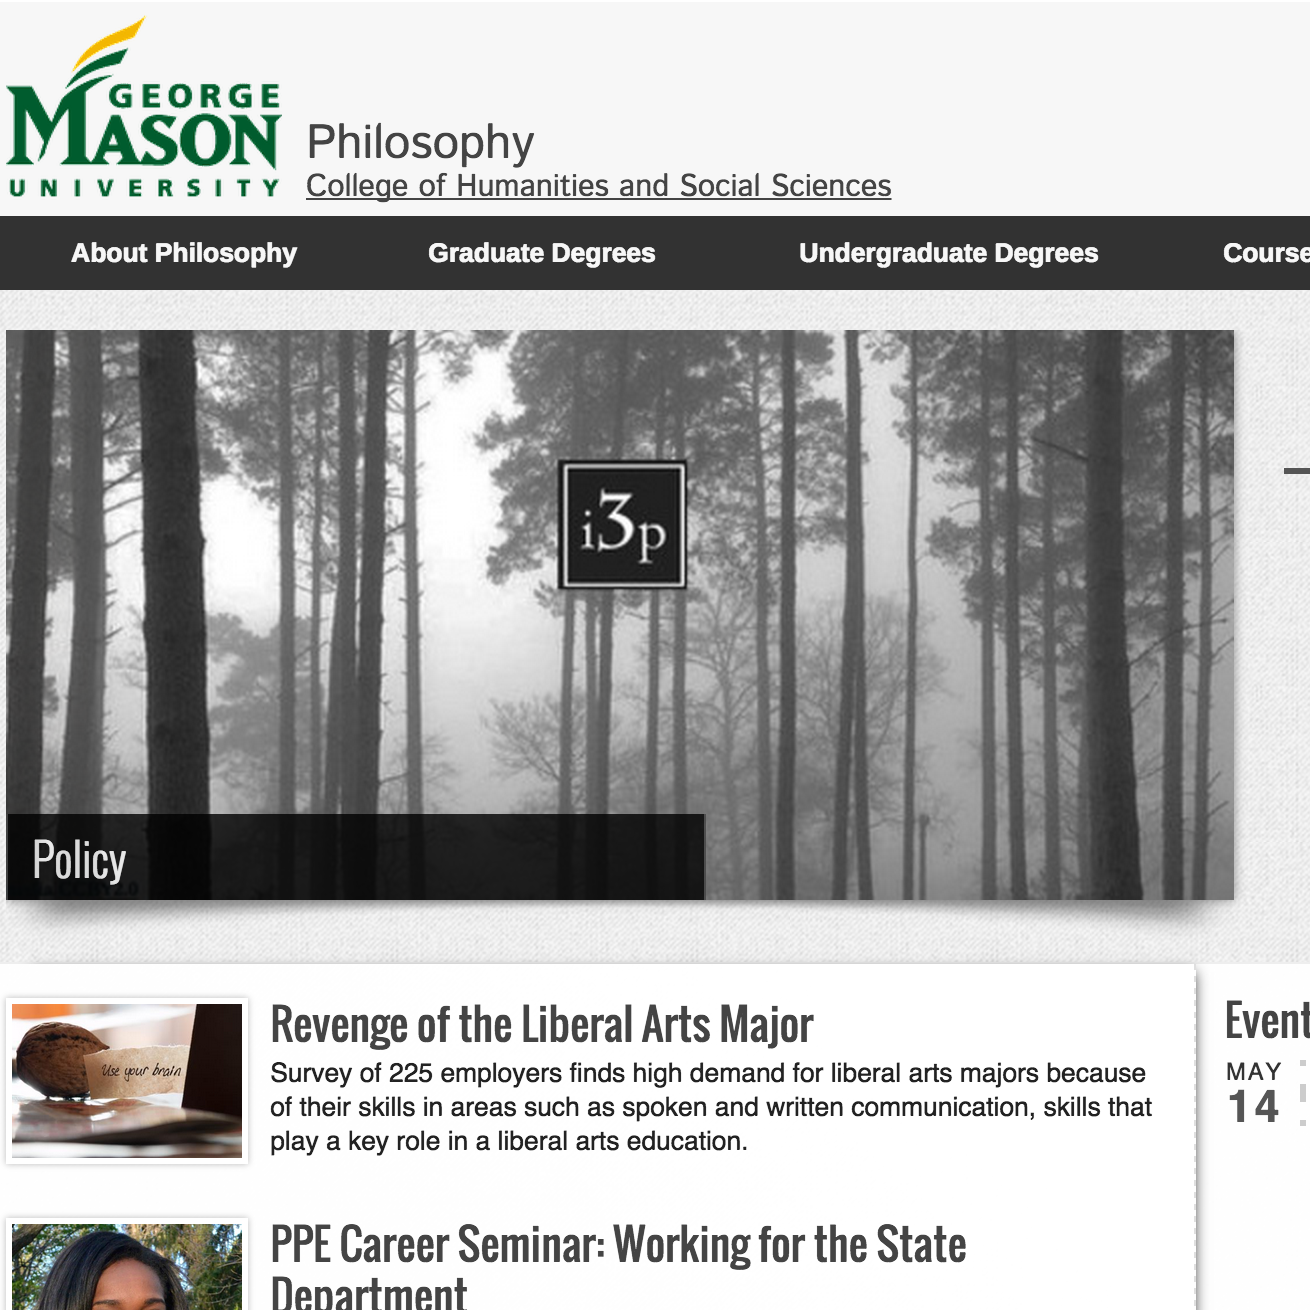 GEORGE
MASON
UNIVERSITY
Philosophy
College of Humanities and Social Sciences
About Philosophy
Graduate Degrees
Undergraduate Degrees
Course
i3p
Policy
Use your brain
Revenge of the Liberal Arts Major
Survey of 225 employers finds high demand for liberal arts majors because
of their skills in areas such as spoken and written communication, skills that
play a key role in a liberal arts education.
PPE Career Seminar: Working for the State
Department
Event
MAY
14